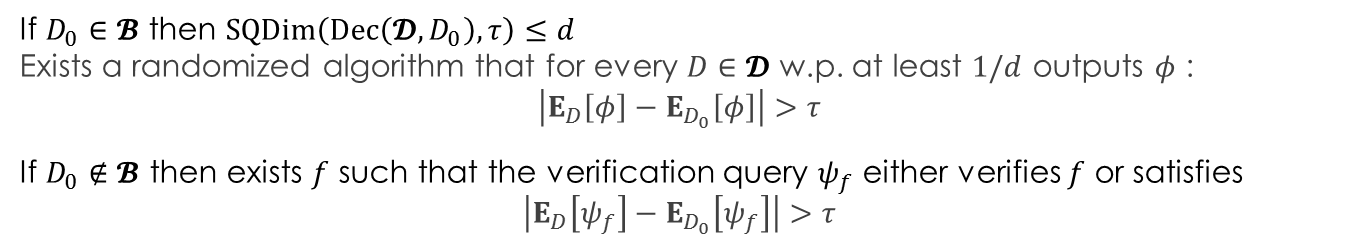 If D₀ ∈ 𝓑 then SQDim(Dec(𝓓, D₀), τ) ≤ d
Exists a randomized algorithm that for every D ∈ 𝓓 w.p. at least 1/d outputs ϕ :
|𝐄_D[ϕ] − 𝐄_{D₀}[ϕ]| > τ
If D₀ ∉ 𝓑 then exists f such that the verification query ψ_f either verifies f or satisfies
|𝐄_D[ψ_f] − 𝐄_{D₀}[ψ_f]| > τ